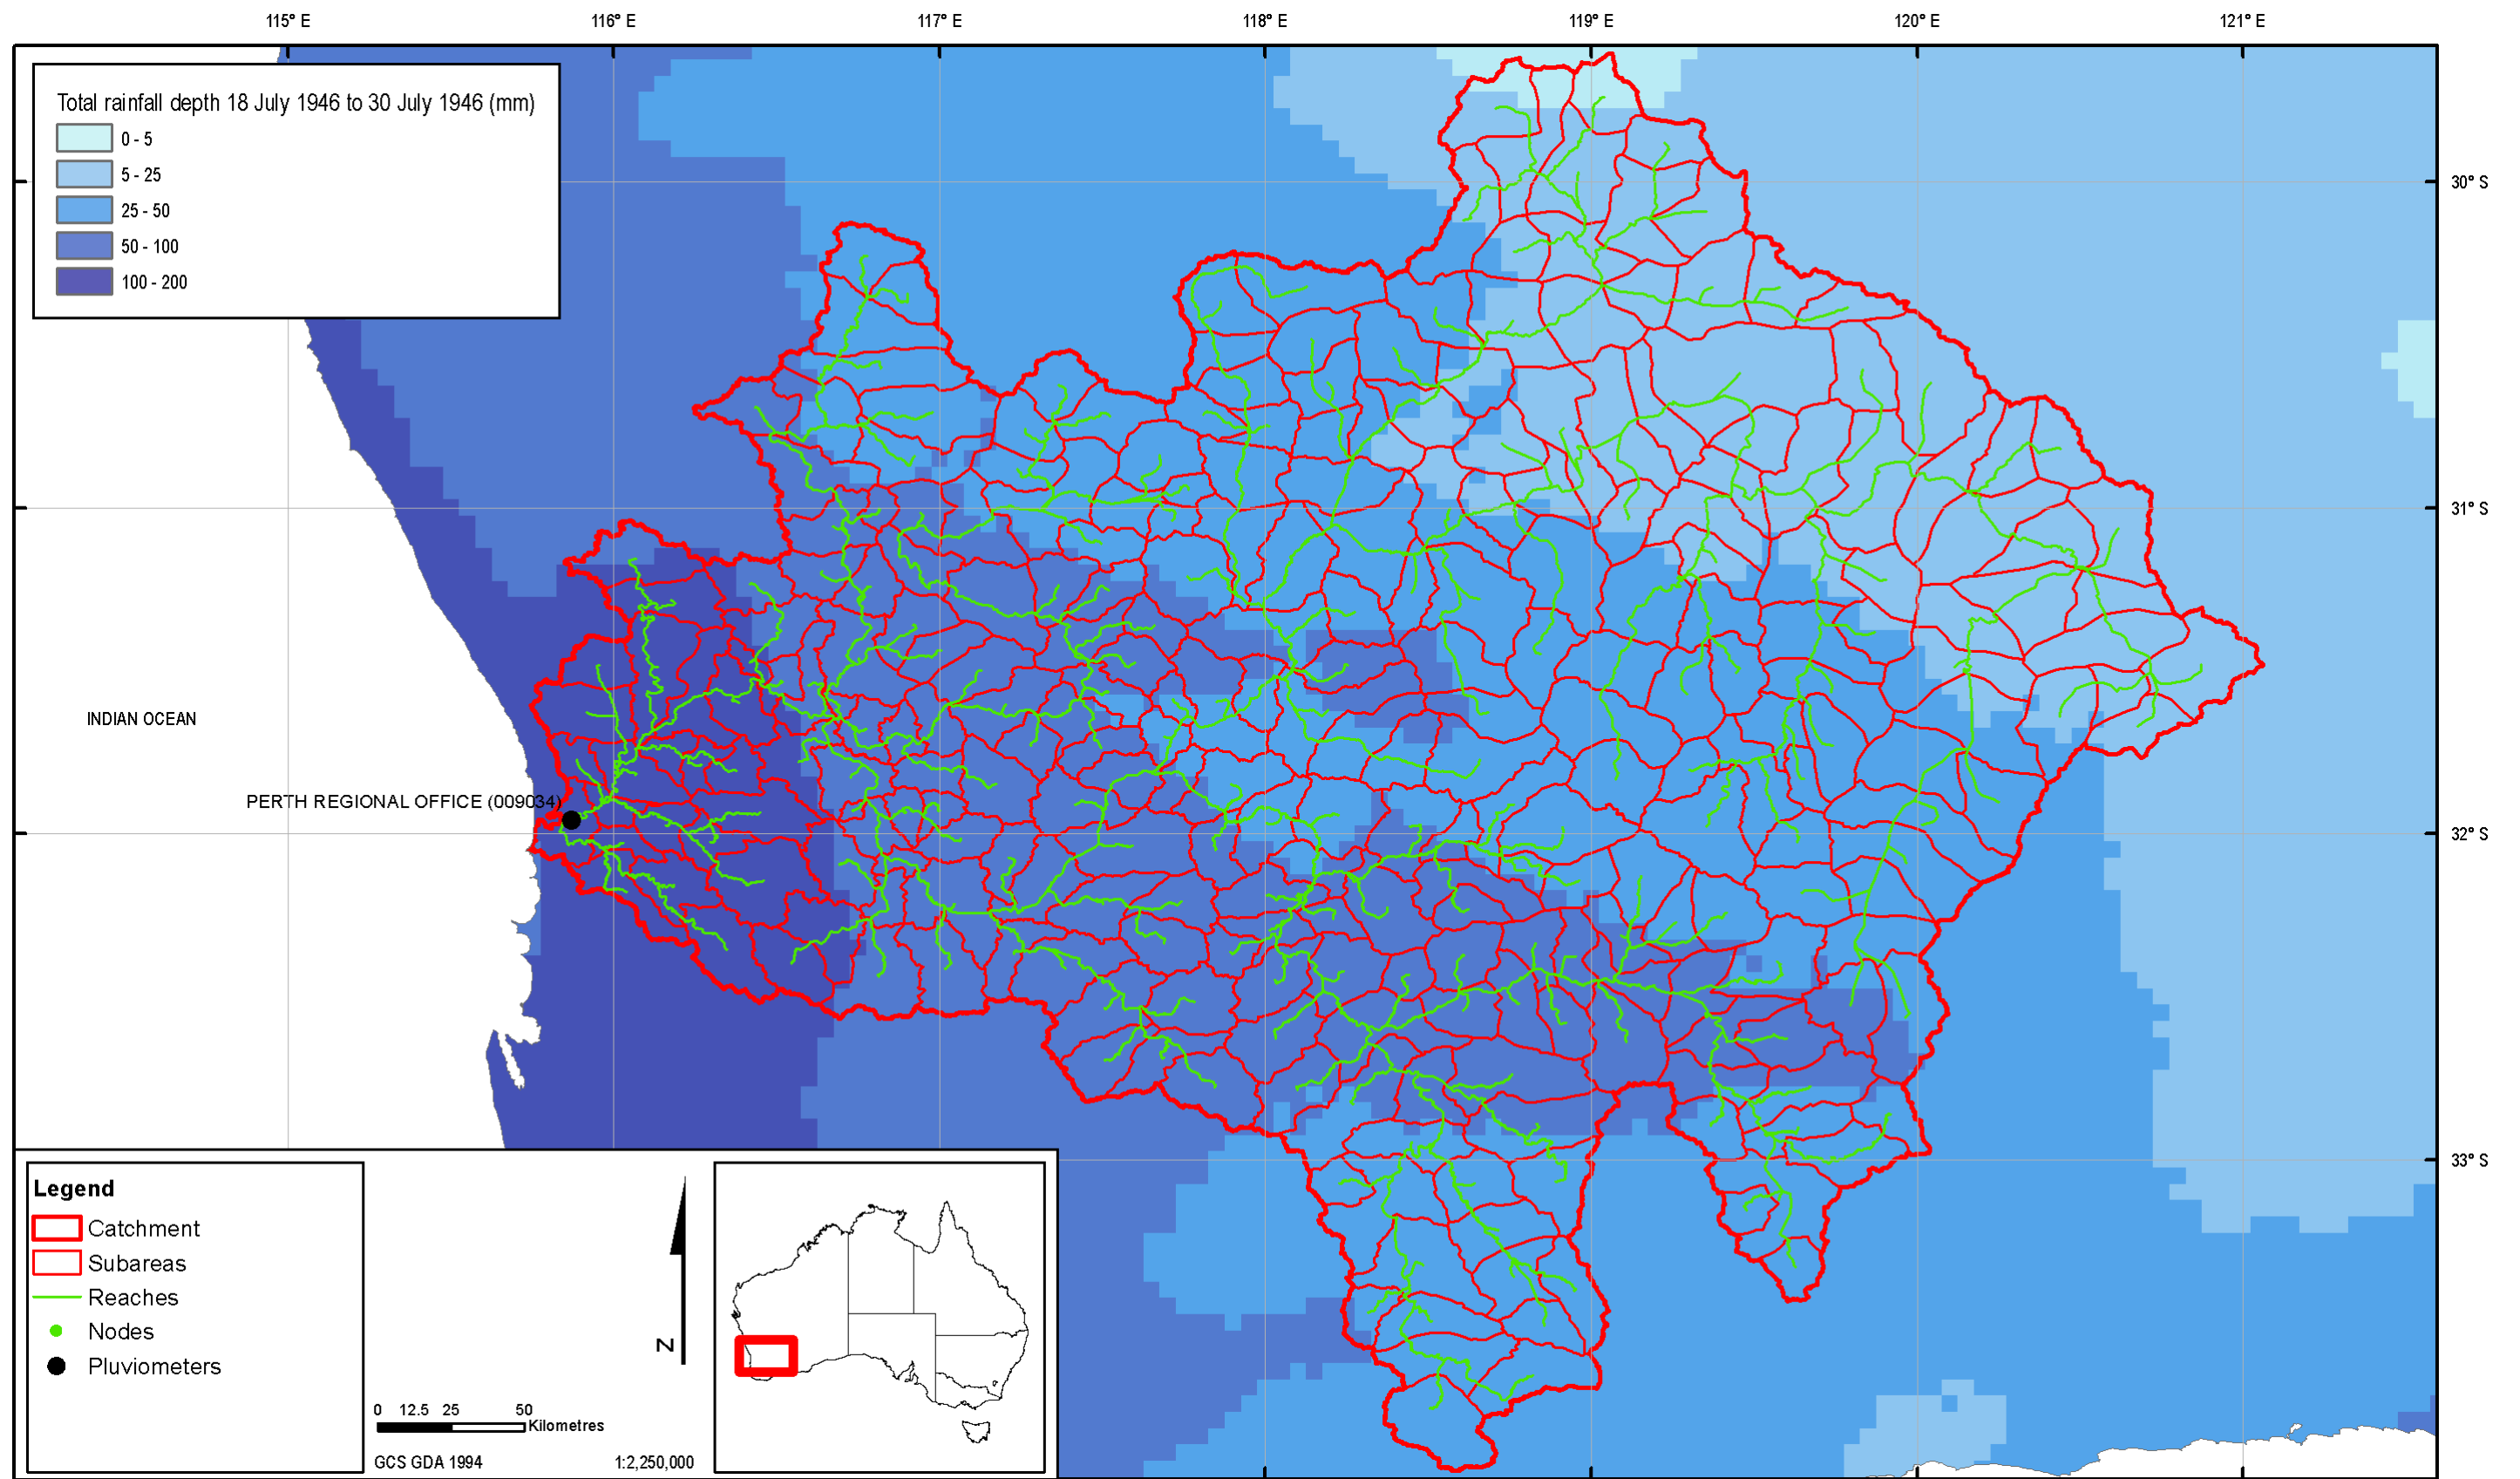 115° E 116° E 117° E 118° E 119° E 120° E 121° E
Total rainfall depth 18 July 1946 to 30 July 1946 (mm)
0 - 5
5 - 25
25 - 50
50 - 100
100 - 200
30° S
31° S
INDIAN OCEAN
PERTH REGIONAL OFFICE (009034)
32° S
33° S
Legend
Catchment
Subareas
Reaches
Nodes
Pluviometers
N
0 12.5 25 50
Kilometres
GCS GDA 1994 1:2,250,000